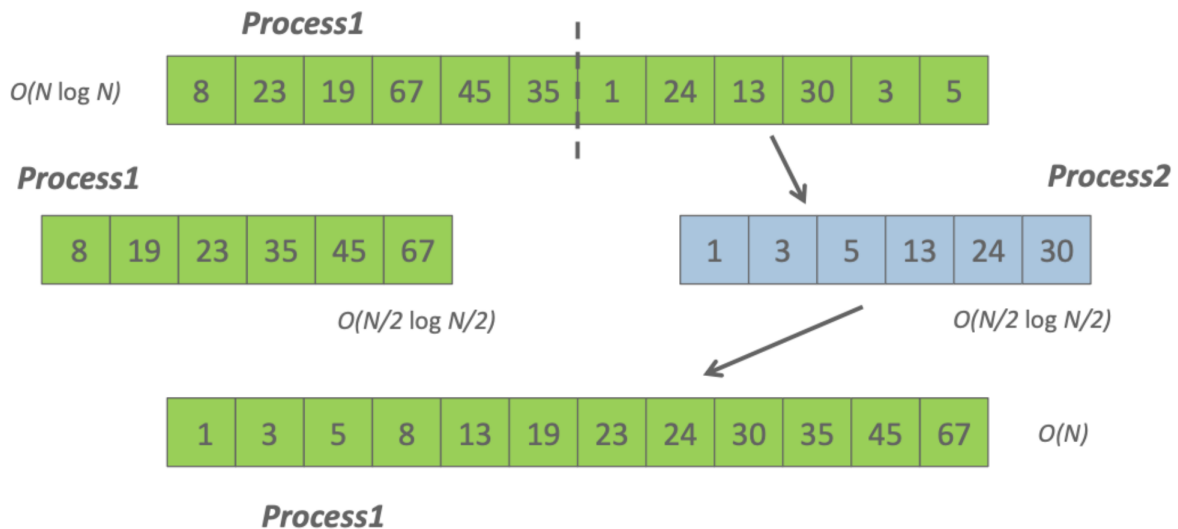 Process1
O(N log N) 8 23 19 67 45 35 1 24 13 30 3 5
Process1 Process2
8 19 23 35 45 67 1 3 5 13 24 30
O(N/2 log N/2) O(N/2 log N/2)
1 3 5 8 13 19 23 24 30 35 45 67 O(N)
Process1